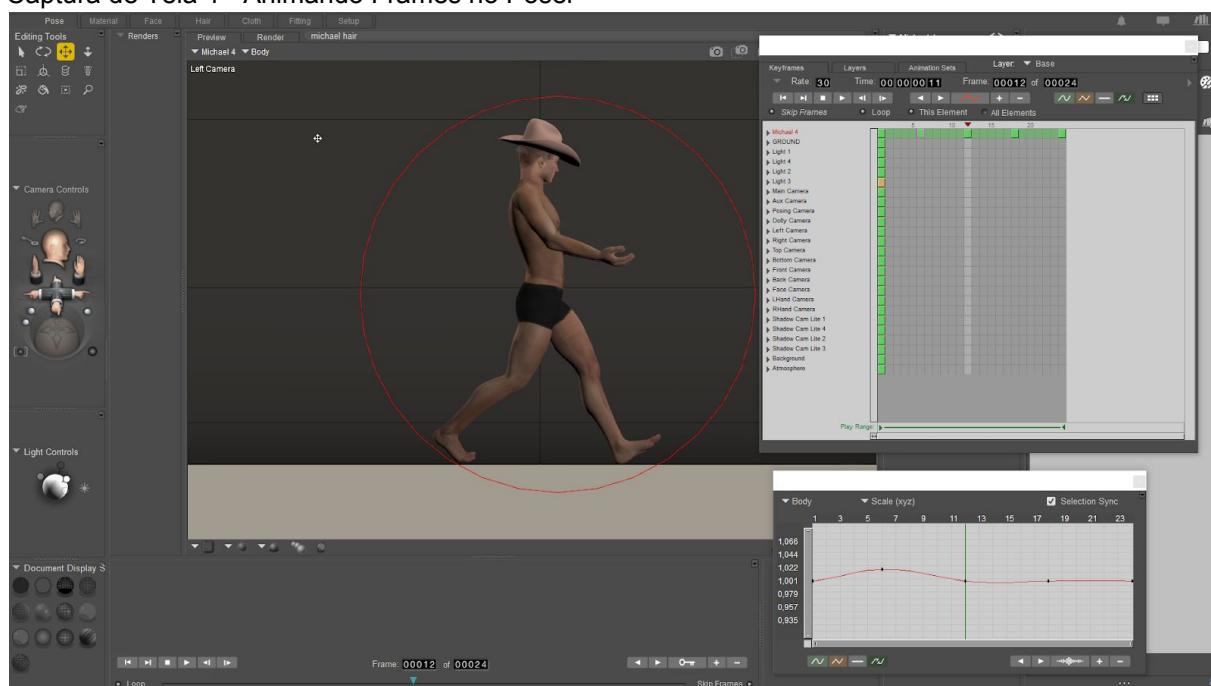 Captura de Tela 4 - Animando Frames no Poser
Pose Material Face Hair Cloth Fitting Setup
Editing Tools
Renders
Preview Render michael hair
Michael 4 Body
Left Camera
Camera Controls
Light Controls
Document Display S
Keyframes Layers Animation Sets Layer: Base
Rate: 30 Time: 00 00 00 11 Frame: 00012 of 00024
Skip Frames Loop This Element All Elements
5 10 15 20
Michael 4
GROUND
Light 1
Light 4
Light 2
Light 3
Main Camera
Aux Camera
Posing Camera
Dolly Camera
Left Camera
Right Camera
Top Camera
Bottom Camera
Front Camera
Back Camera
Face Camera
LHand Camera
RHand Camera
Shadow Cam Lite 1
Shadow Cam Lite 4
Shadow Cam Lite 2
Shadow Cam Lite 3
Background
Atmosphere
Play Range:
Body Scale (xyz) Selection Sync
1 3 5 7 9 11 13 15 17 19 21 23
1,066
1,044
1,022
1,001
0,979
0,957
0,935
Frame: 00012 of 00024
Loop Skip Frames